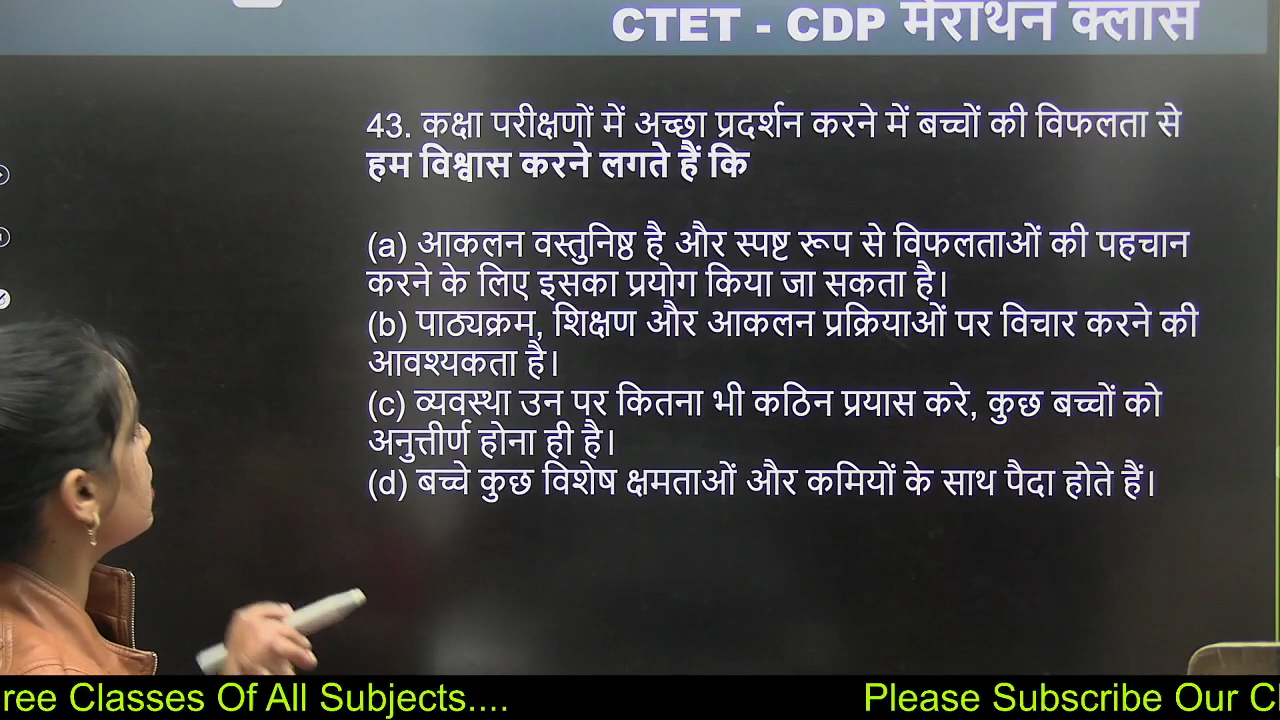 CTET - CDP मैराथन क्लास
43. कक्षा परीक्षणों में अच्छा प्रदर्शन करने में बच्चों की विफलता से
हम विश्वास करने लगते हैं कि
(a) आकलन वस्तुनिष्ठ है और स्पष्ट रूप से विफलताओं की पहचान
करने के लिए इसका प्रयोग किया जा सकता है।
(b) पाठ्यक्रम, शिक्षण और आकलन प्रक्रियाओं पर विचार करने की
आवश्यकता है।
(c) व्यवस्था उन पर कितना भी कठिन प्रयास करे, कुछ बच्चों को
अनुत्तीर्ण होना ही है।
(d) बच्चे कुछ विशेष क्षमताओं और कमियों के साथ पैदा होते हैं।
ree Classes Of All Subjects.... Please Subscribe Our C